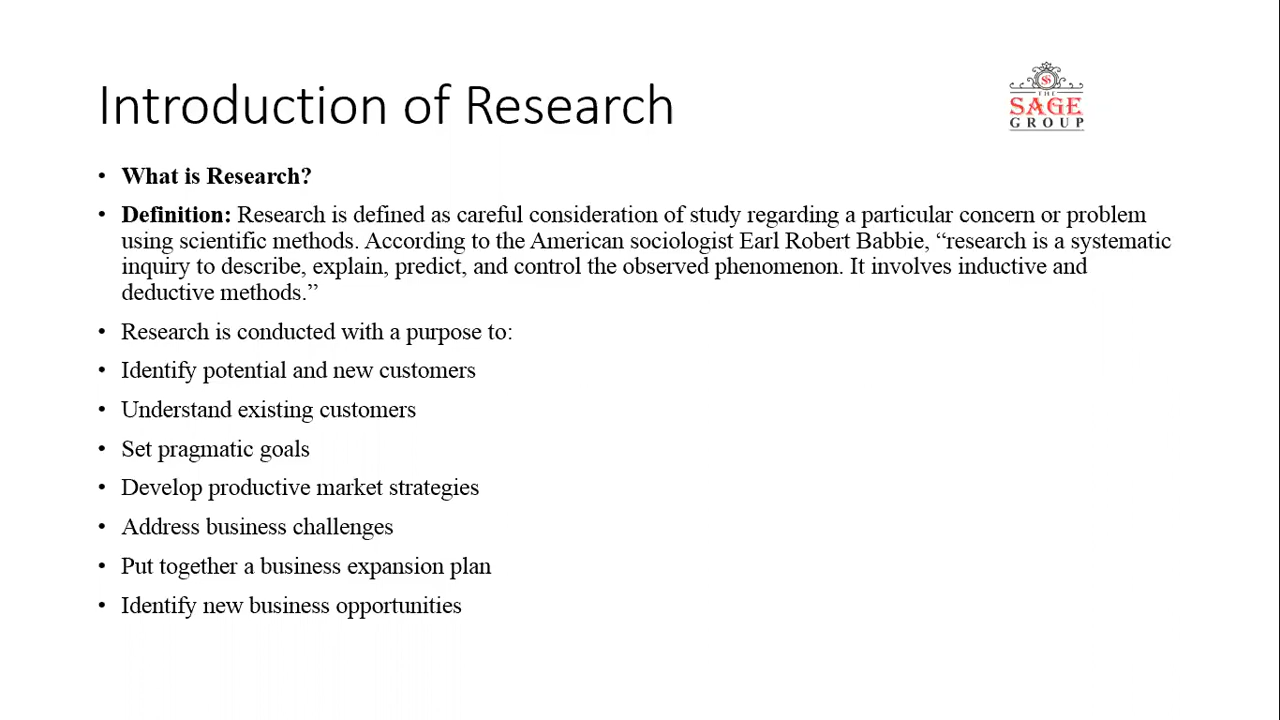 Introduction of Research
THE
SAGE
GROUP
• What is Research?
• Definition: Research is defined as careful consideration of study regarding a particular concern or problem
using scientific methods. According to the American sociologist Earl Robert Babbie, “research is a systematic
inquiry to describe, explain, predict, and control the observed phenomenon. It involves inductive and
deductive methods.”
• Research is conducted with a purpose to:
• Identify potential and new customers
• Understand existing customers
• Set pragmatic goals
• Develop productive market strategies
• Address business challenges
• Put together a business expansion plan
• Identify new business opportunities